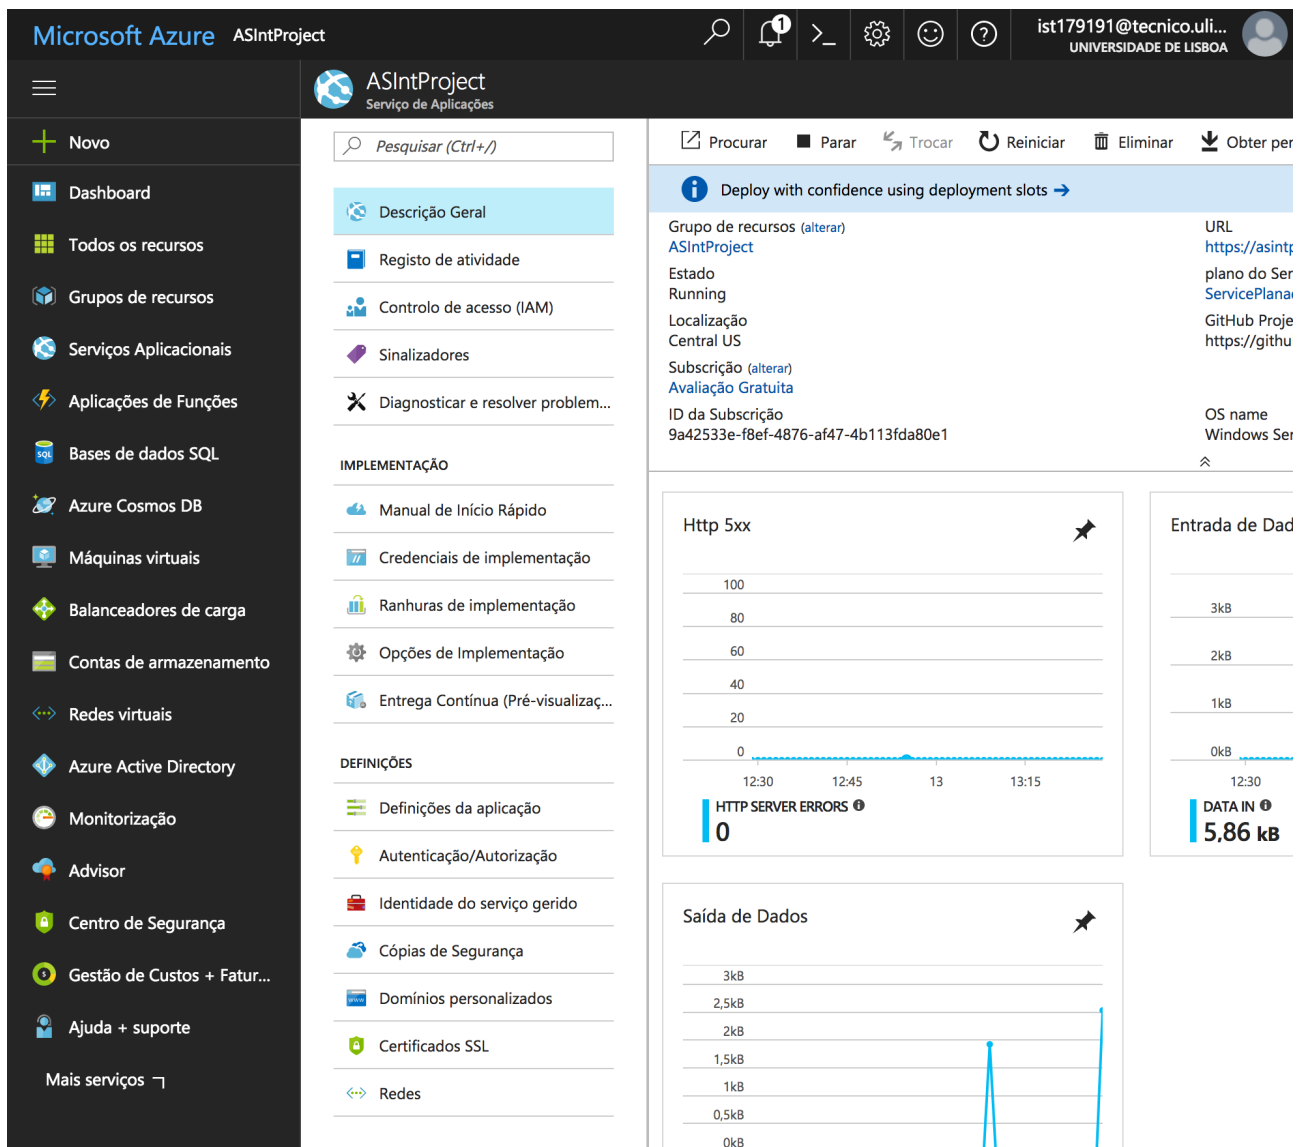 Microsoft Azure ASIntProject
1
ist179191@tecnico.uli...
UNIVERSIDADE DE LISBOA
ASIntProject
Serviço de Aplicações
Novo
Dashboard
Todos os recursos
Grupos de recursos
Serviços Aplicacionais
Aplicações de Funções
SQL
Bases de dados SQL
Azure Cosmos DB
Máquinas virtuais
Balanceadores de carga
Contas de armazenamento
Redes virtuais
Azure Active Directory
Monitorização
Advisor
Centro de Segurança
Gestão de Custos + Fatur...
Ajuda + suporte
Mais serviços
Pesquisar (Ctrl+/)
Descrição Geral
Registo de atividade
Controlo de acesso (IAM)
Sinalizadores
Diagnosticar e resolver problem...
IMPLEMENTAÇÃO
Manual de Início Rápido
Credenciais de implementação
Ranhuras de implementação
Opções de Implementação
Entrega Contínua (Pré-visualizaç...
DEFINIÇÕES
Definições da aplicação
Autenticação/Autorização
Identidade do serviço gerido
Cópias de Segurança
www
Domínios personalizados
Certificados SSL
Redes
Procurar Parar Trocar Reiniciar Eliminar Obter per
Deploy with confidence using deployment slots
Grupo de recursos (alterar)
ASIntProject
Estado
Running
Localização
Central US
Subscrição (alterar)
Avaliação Gratuita
ID da Subscrição
9a42533e-f8ef-4876-af47-4b113fda80e1
URL
https://asintp
plano do Ser
ServicePlana
GitHub Proje
https://githu
OS name
Windows Ser
Http 5xx
100
80
60
40
20
0
12:30 12:45 13 13:15
HTTP SERVER ERRORS
0
Entrada de Dad
3kB
2kB
1kB
0kB
12:30
DATA IN
5,86 kB
Saída de Dados
3kB
2,5kB
2kB
1,5kB
1kB
0,5kB
0kB